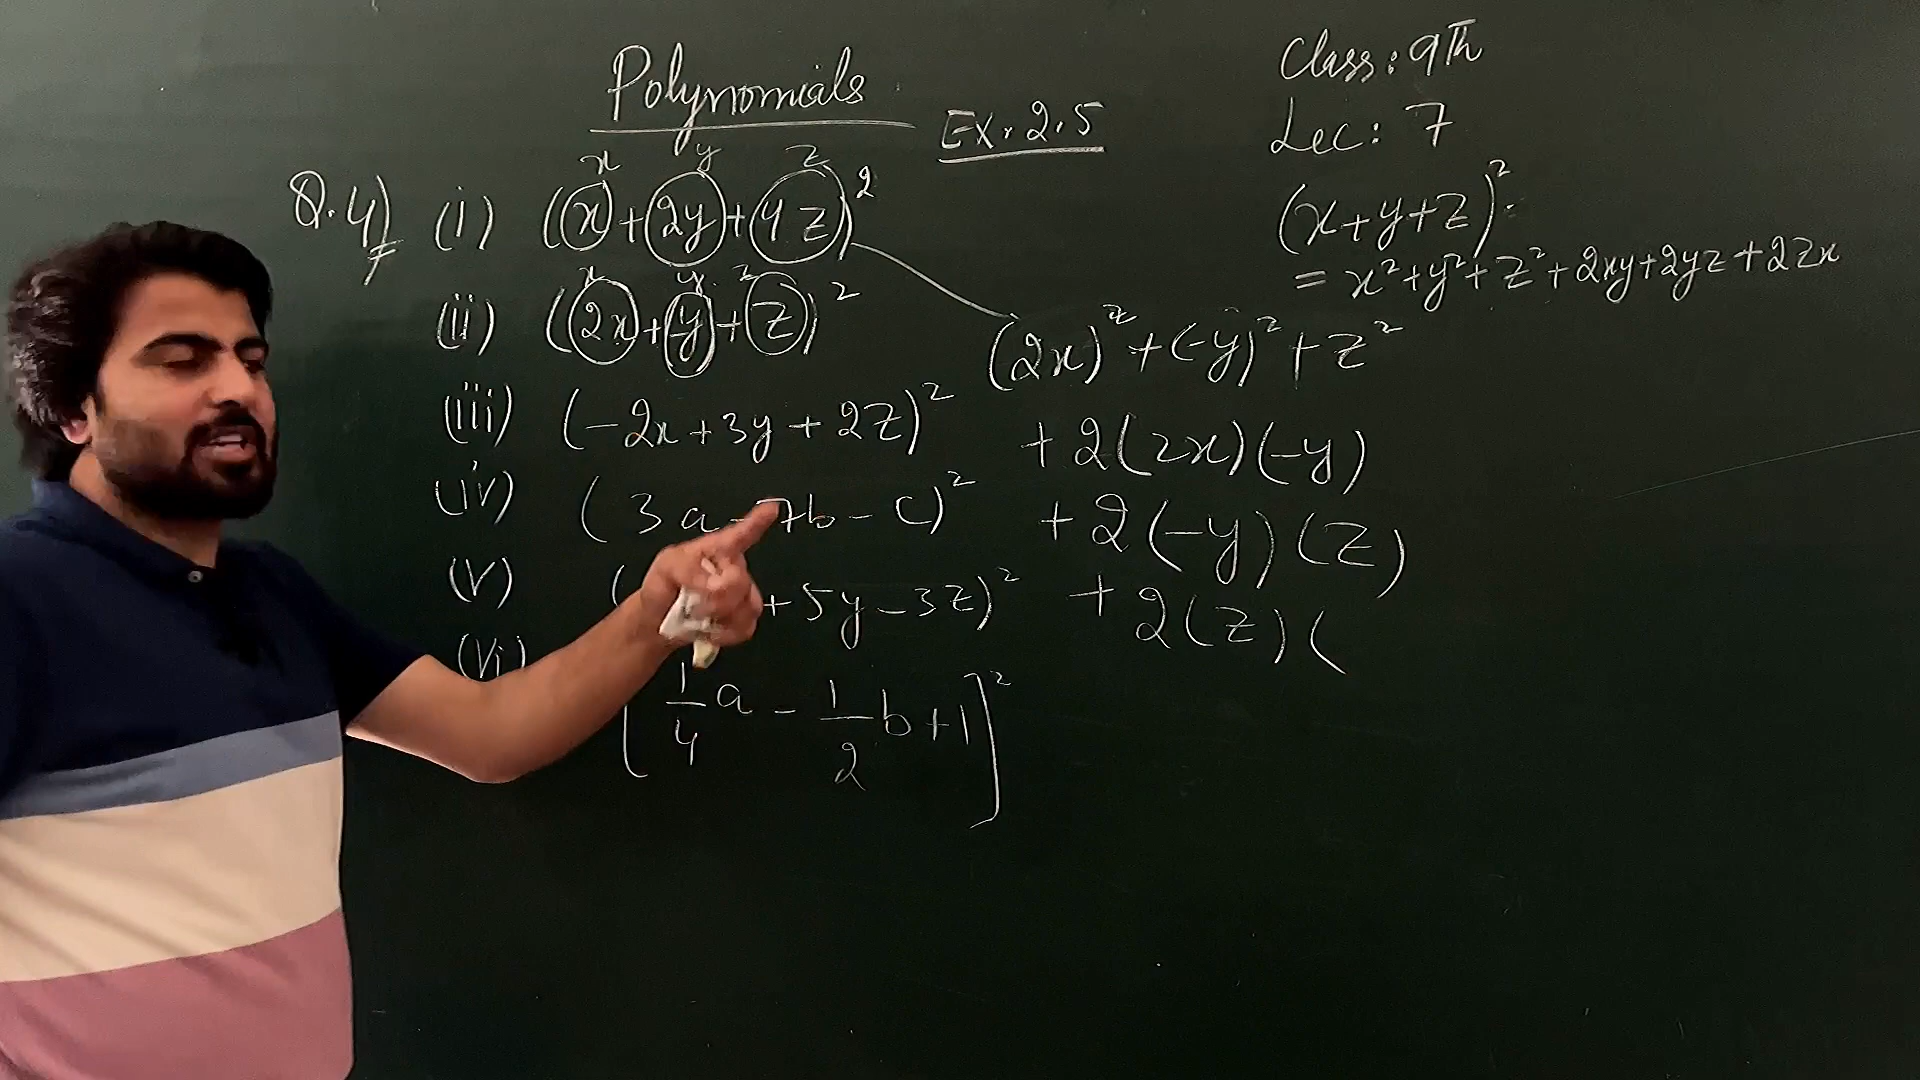 Polynomials
Ex. 2.5
Class: 9Th
Lec: 7
(x+y+z)²
= x²+y²+z²+2xy+2yz+2zx
x y z
Q.4) (i) (x+2y+4z)²
x y z
(ii) (2x+(-y)+z)²
(iii) (-2x+3y+2z)²
(iv) (3a-7b-c)²
(v) ( +5y-3z)²
(vi) [1/4 a - 1/2 b+1]²
(2x)²+(-y)²+z²
+2(2x)(-y)
+2(-y)(z)
+2(z)(